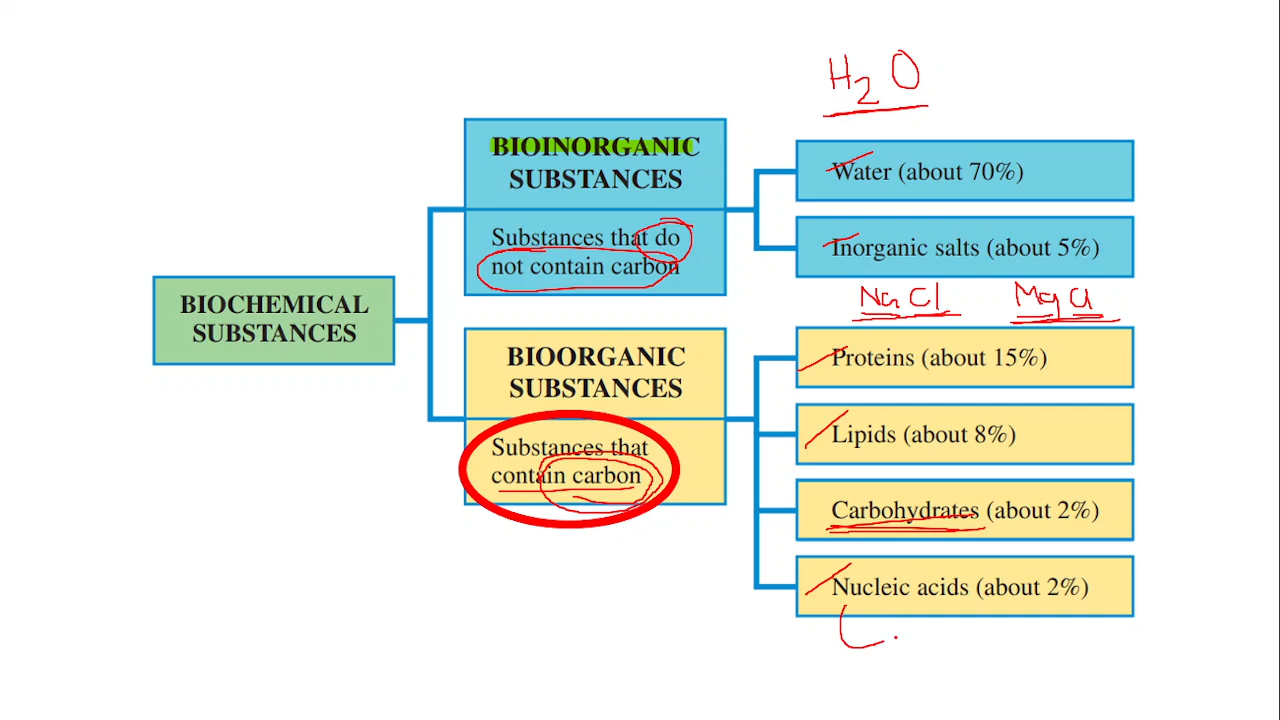 H2O
BIOINORGANIC
SUBSTANCES
Substances that do
not contain carbon
Water (about 70%)
Inorganic salts (about 5%)
NaCl MgCl
BIOCHEMICAL
SUBSTANCES
BIOORGANIC
SUBSTANCES
Substances that
contain carbon
Proteins (about 15%)
Lipids (about 8%)
Carbohydrates (about 2%)
Nucleic acids (about 2%)